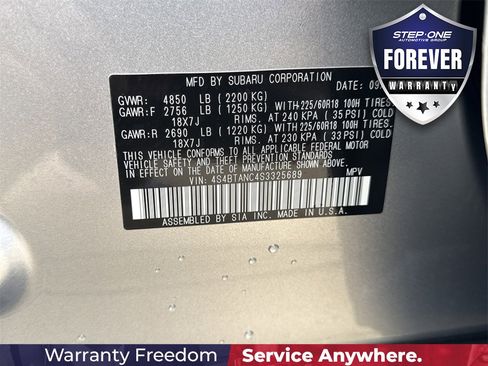 STEP ONE
AUTOMOTIVE GROUP
FOREVER
WARRANTY
MFD BY SUBARU CORPORATION
DATE: 09
GVWR: 4850 LB (2200 KG)
GAWR:F 2756 LB (1250 KG) WITH225/60R18 100H TIRES
18X7J RIMS, AT 240 KPA (35 PSI) COLD
GAWR:R 2690 LB (1220 KG) WITH225/60R18 100H TIRES
18X7J RIMS, AT 230 KPA (33 PSI) COLD
THIS VEHICLE CONFORMS TO ALL APPLICABLE FEDERAL
MOTOR VEHICLE SAFETY, BUMPER, AND THEFT
PREVENTION STANDARDS IN EFFECT ON THE DATE OF
MANUFACTURE SHOWN ABOVE.
VIN: 4S4BTANC4S3325689 MPV
ASSEMBLED BY SIA INC. MADE IN U.S.A.
Warranty Freedom. Service Anywhere.